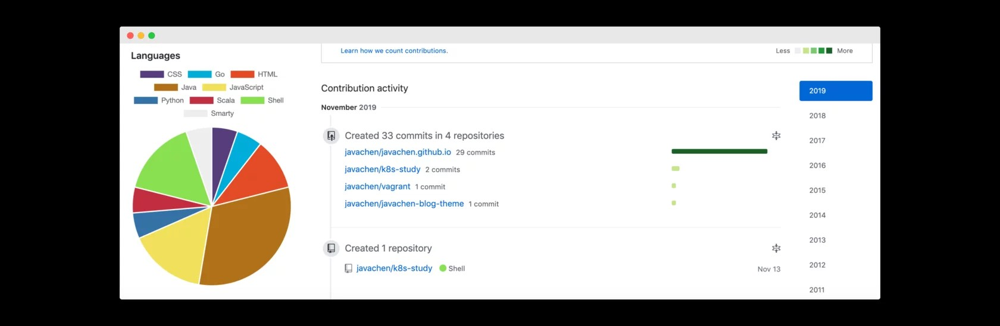 Languages
CSS Go HTML
Java JavaScript
Python Scala Shell
Smarty
Learn how we count contributions.
Less More
Contribution activity
November 2019
Created 33 commits in 4 repositories
javachen/javachen.github.io 29 commits
javachen/k8s-study 2 commits
javachen/vagrant 1 commit
javachen/javachen-blog-theme 1 commit
Created 1 repository
javachen/k8s-study Shell Nov 13
2019
2018
2017
2016
2015
2014
2013
2012
2011